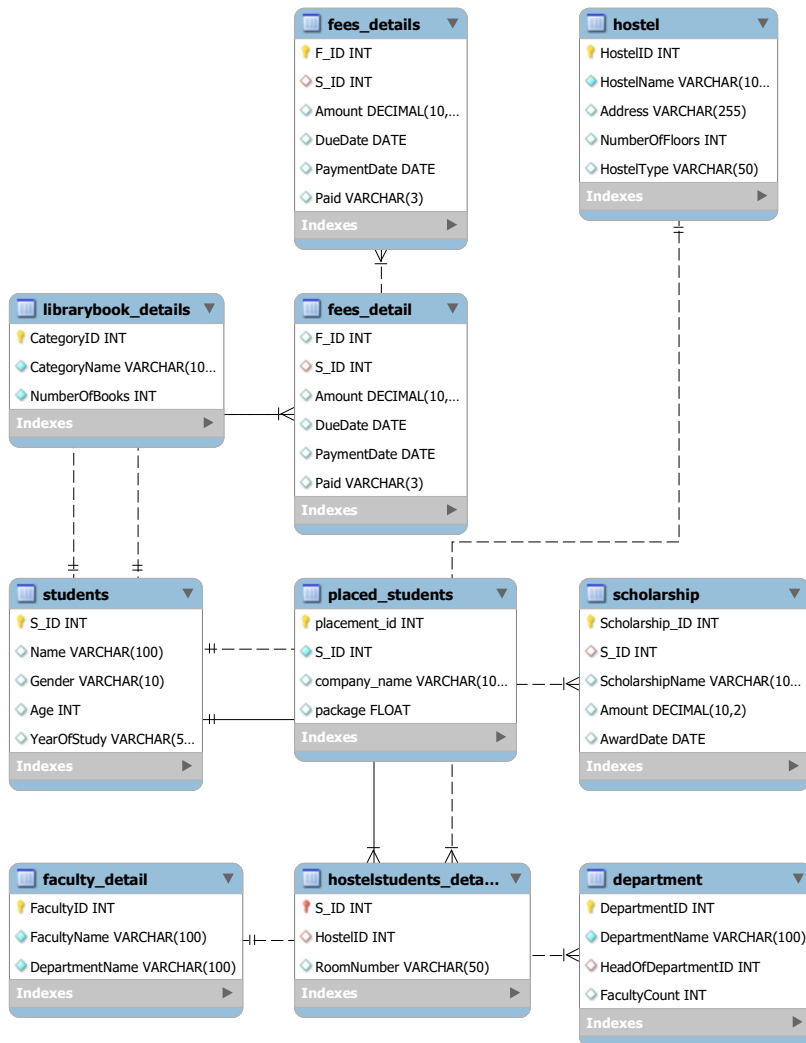 fees_details
F_ID INT
S_ID INT
Amount DECIMAL(10,...
DueDate DATE
PaymentDate DATE
Paid VARCHAR(3)
Indexes
hostel
HostelID INT
HostelName VARCHAR(10...
Address VARCHAR(255)
NumberOfFloors INT
HostelType VARCHAR(50)
Indexes
librarybook_details
CategoryID INT
CategoryName VARCHAR(10...
NumberOfBooks INT
Indexes
fees_detail
F_ID INT
S_ID INT
Amount DECIMAL(10,...
DueDate DATE
PaymentDate DATE
Paid VARCHAR(3)
Indexes
students
S_ID INT
Name VARCHAR(100)
Gender VARCHAR(10)
Age INT
YearOfStudy VARCHAR(5...
Indexes
placed_students
placement_id INT
S_ID INT
company_name VARCHAR(10...
package FLOAT
Indexes
scholarship
Scholarship_ID INT
S_ID INT
ScholarshipName VARCHAR(10...
Amount DECIMAL(10,2)
AwardDate DATE
Indexes
faculty_detail
FacultyID INT
FacultyName VARCHAR(100)
DepartmentName VARCHAR(100)
Indexes
hostelstudents_deta...
S_ID INT
HostelID INT
RoomNumber VARCHAR(50)
Indexes
department
DepartmentID INT
DepartmentName VARCHAR(100)
HeadOfDepartmentID INT
FacultyCount INT
Indexes